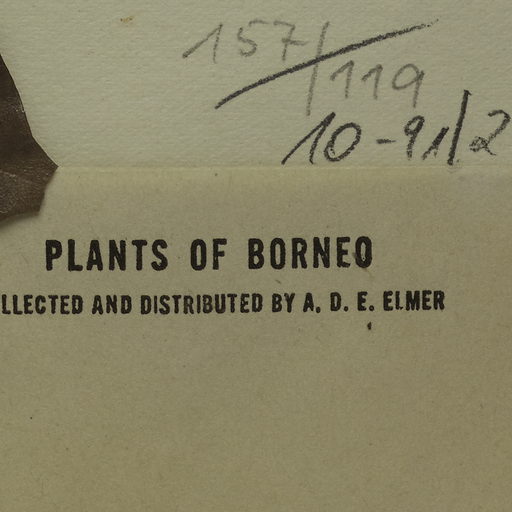 157/119
10-91/2
PLANTS OF BORNEO
LLECTED AND DISTRIBUTED BY A. D. E. ELMER